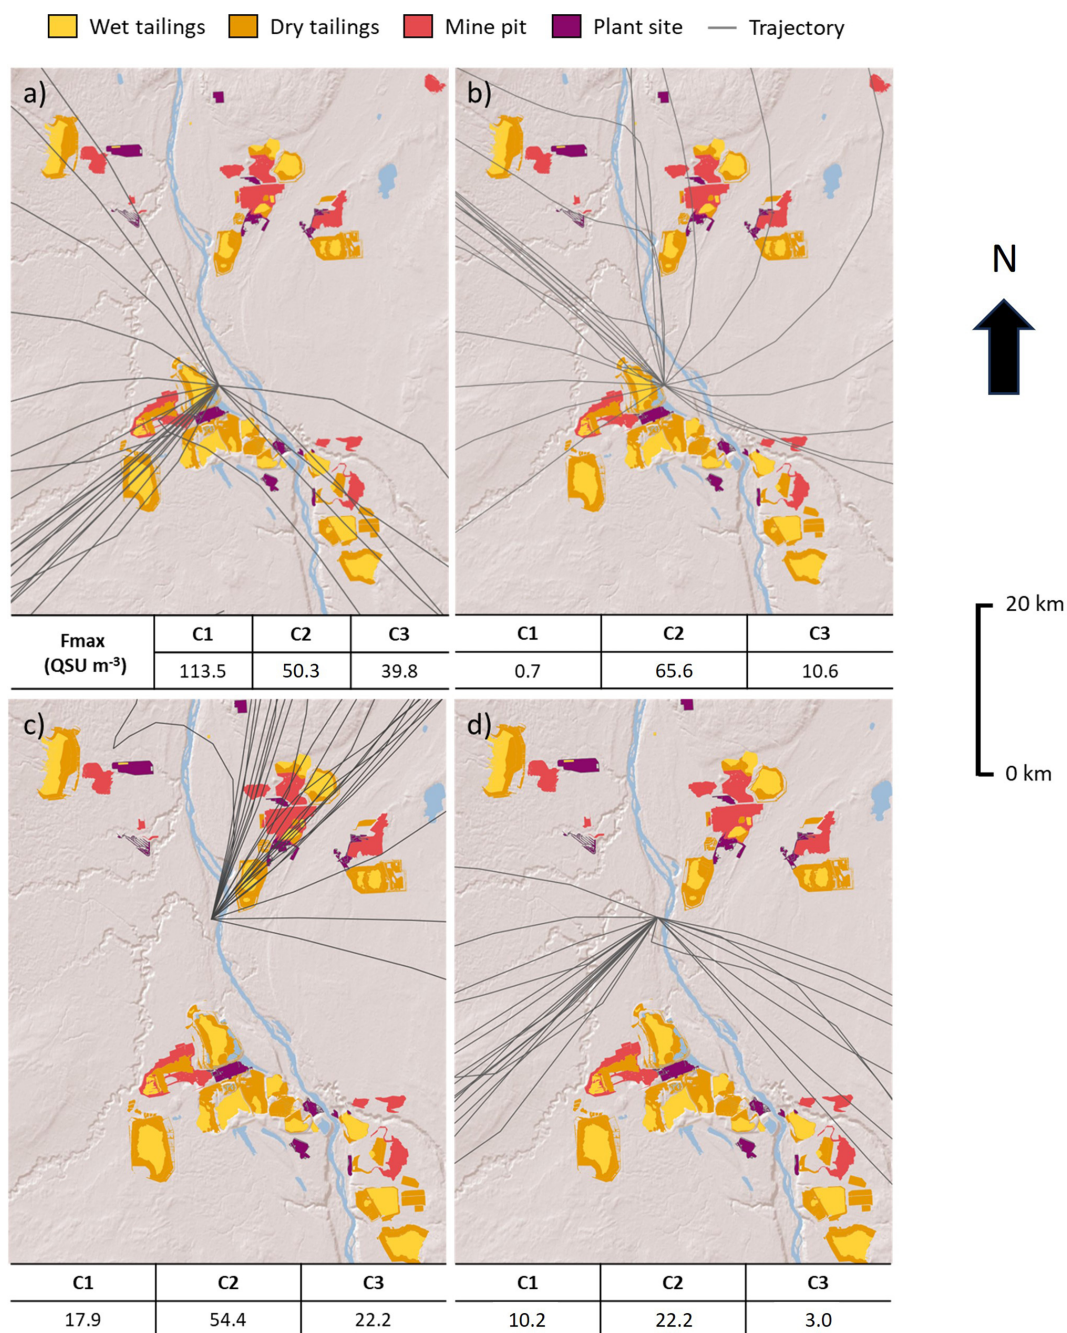 Wet tailings Dry tailings Mine pit Plant site Trajectory
a) b)
N
20 km
0 km
Fmax (QSU m⁻³) C1 C2 C3
113.5 50.3 39.8
C1 C2 C3
0.7 65.6 10.6
c) d)
C1 C2 C3
17.9 54.4 22.2
C1 C2 C3
10.2 22.2 3.0